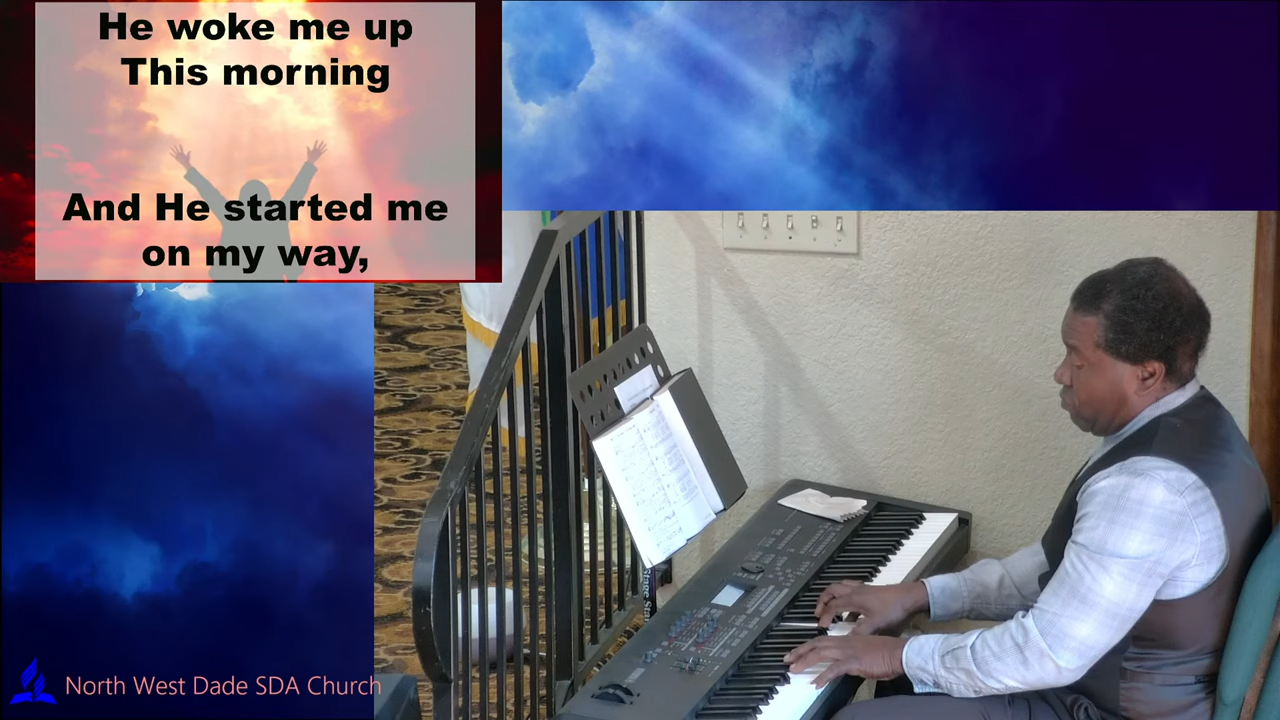 He woke me up
This morning
And He started me
on my way,
North West Dade SDA Church